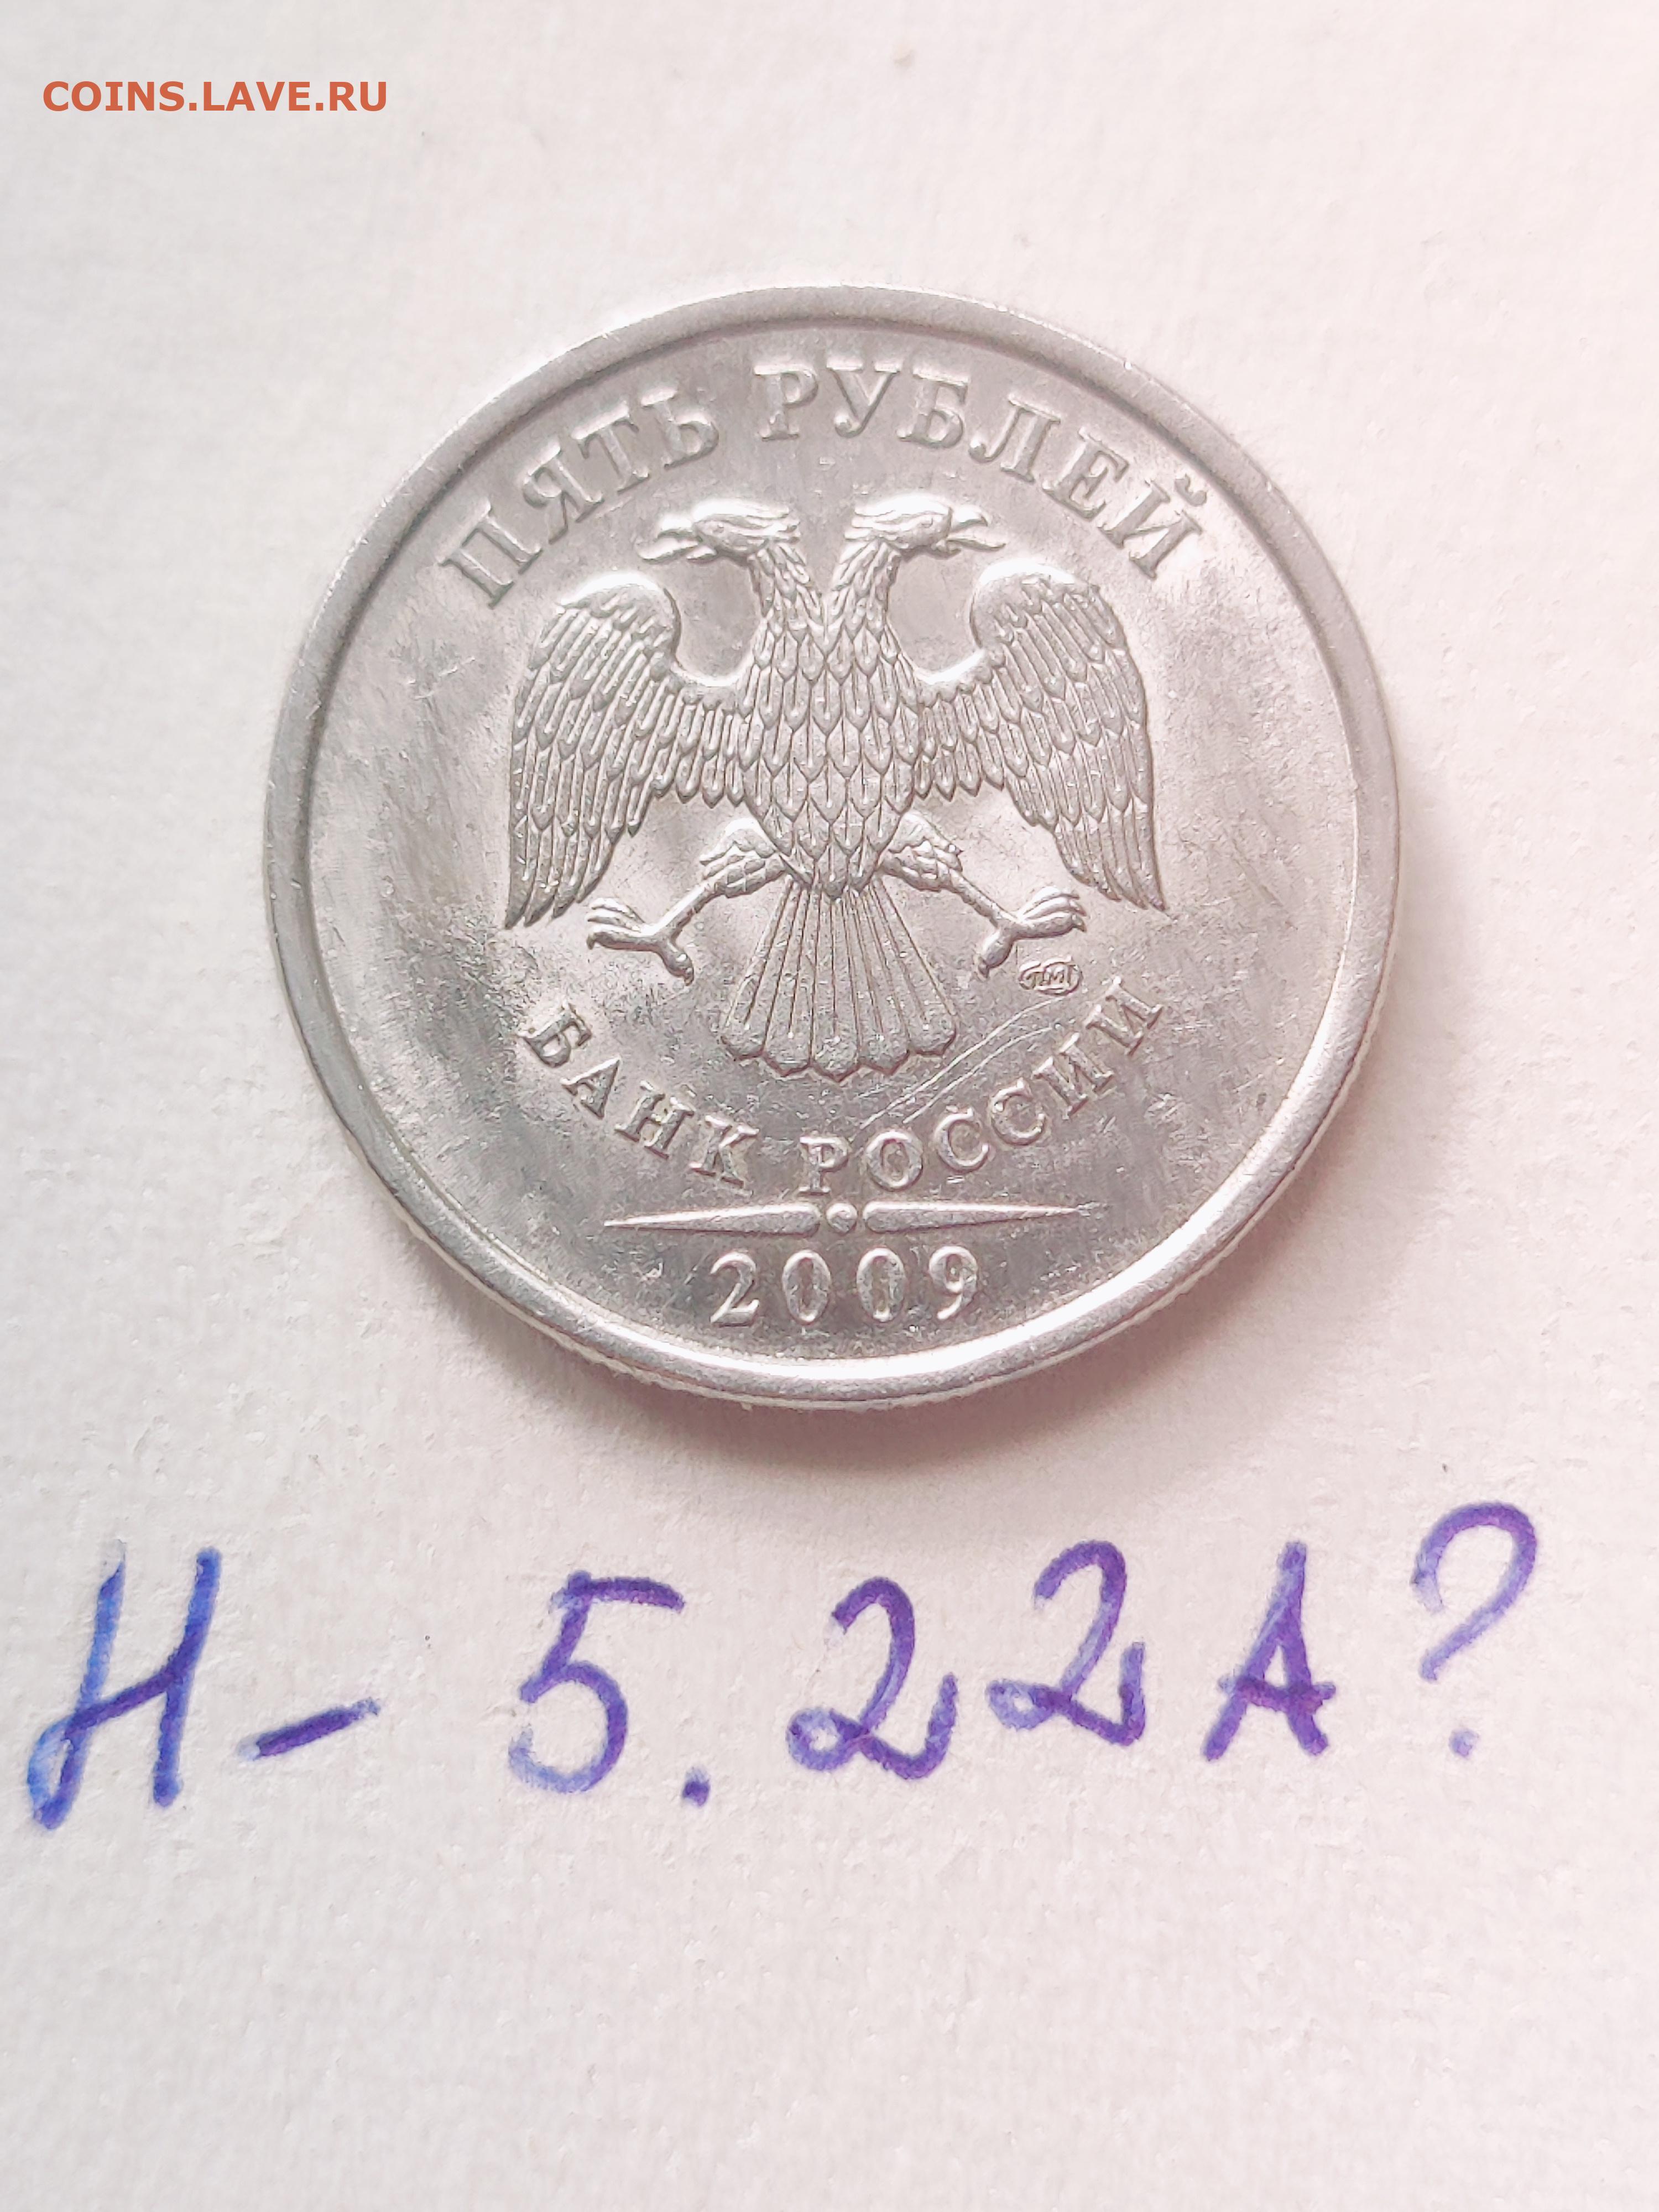 COINS.LAVE.RU
ПЯТЬ РУБЛЕЙ
БАНК РОССИИ
2009
Н-5.22А?